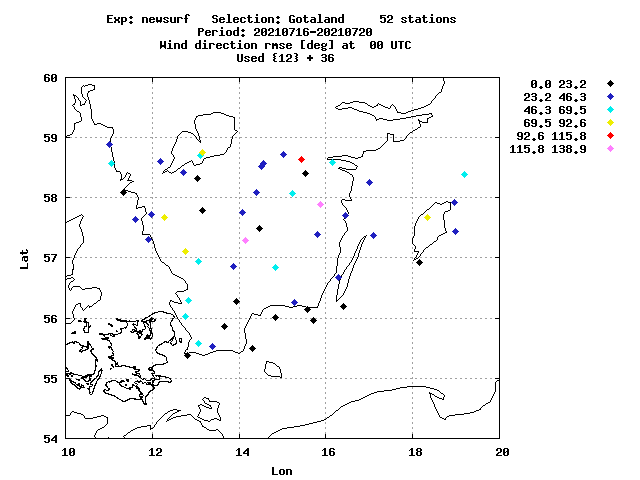 Exp: newsurf   Selection: Gotaland     52 stations
Period: 20210716-20210720
Wind direction rmse [deg] at  00 UTC
Used {12} + 36
0.0 23.2
23.2 46.3
46.3 69.5
69.5 92.6
92.6 115.8
115.8 138.9
60
59
58
57
56
55
54
Lat
10 12 14 16 18 20
Lon